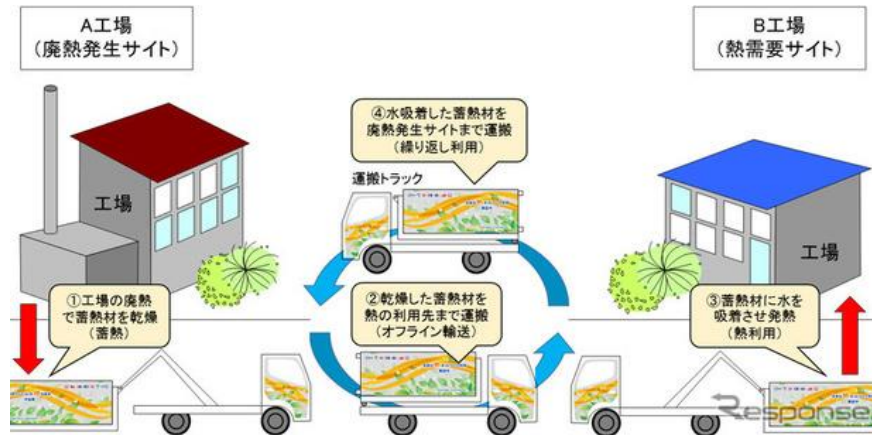 A工場
(廃熱発生サイト)
B工場
(熱需要サイト)
④水吸着した蓄熱材を
廃熱発生サイトまで運搬
(繰り返し利用)
運搬トラック
工場
工場
①工場の廃熱
で蓄熱材を乾燥
(蓄熱)
②乾燥した蓄熱材を
熱の利用先まで運搬
(オフライン輸送)
③蓄熱材に水を
吸着させ発熱
(熱利用)
Response.